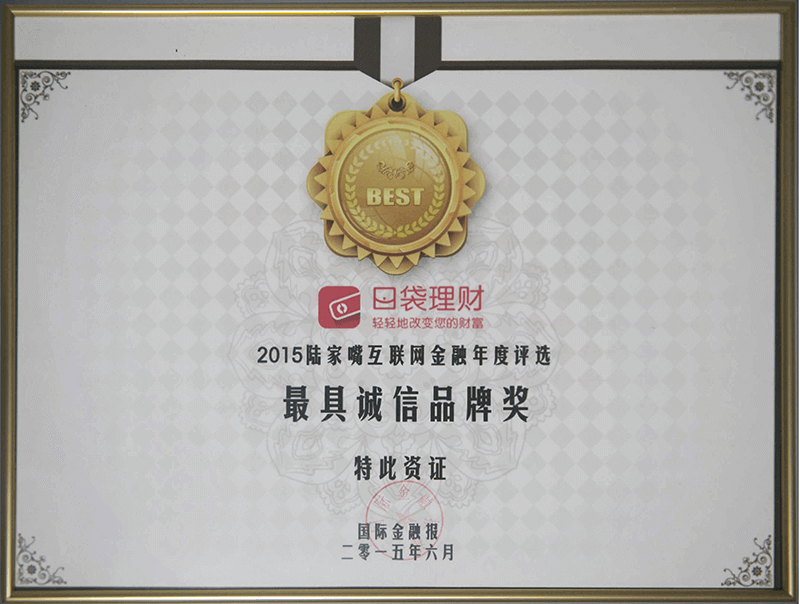 BEST
口袋理财
轻轻地改变您的财富
2015陆家嘴互联网金融年度评选
最具诚信品牌奖
特此资证
国际金融报
二零一五年六月